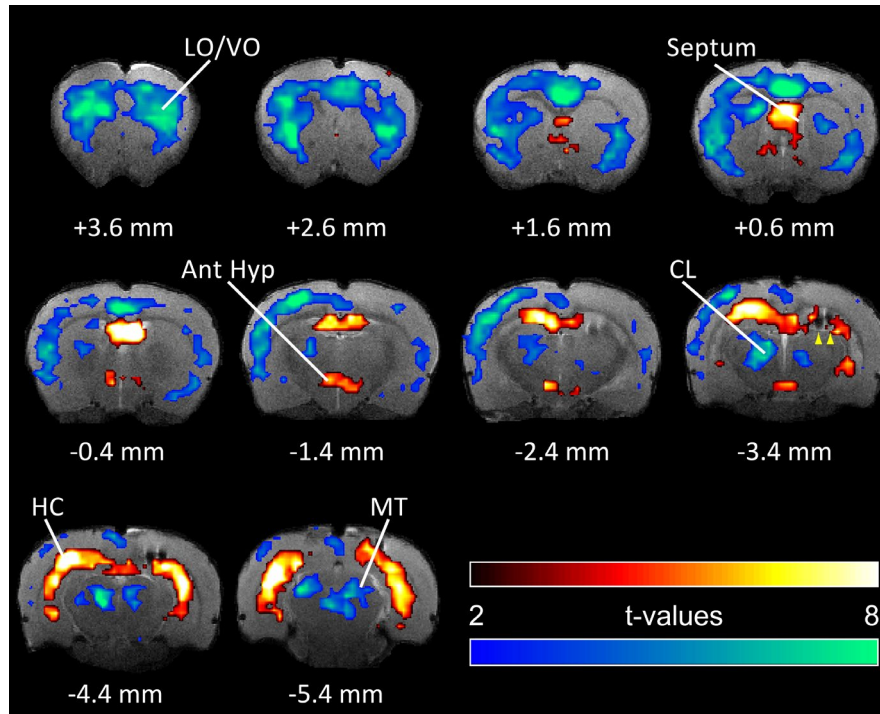 LO/VO
Septum
+3.6 mm
+2.6 mm
+1.6 mm
+0.6 mm
Ant Hyp
CL
-0.4 mm
-1.4 mm
-2.4 mm
-3.4 mm
HC
MT
2
t-values
8
-4.4 mm
-5.4 mm